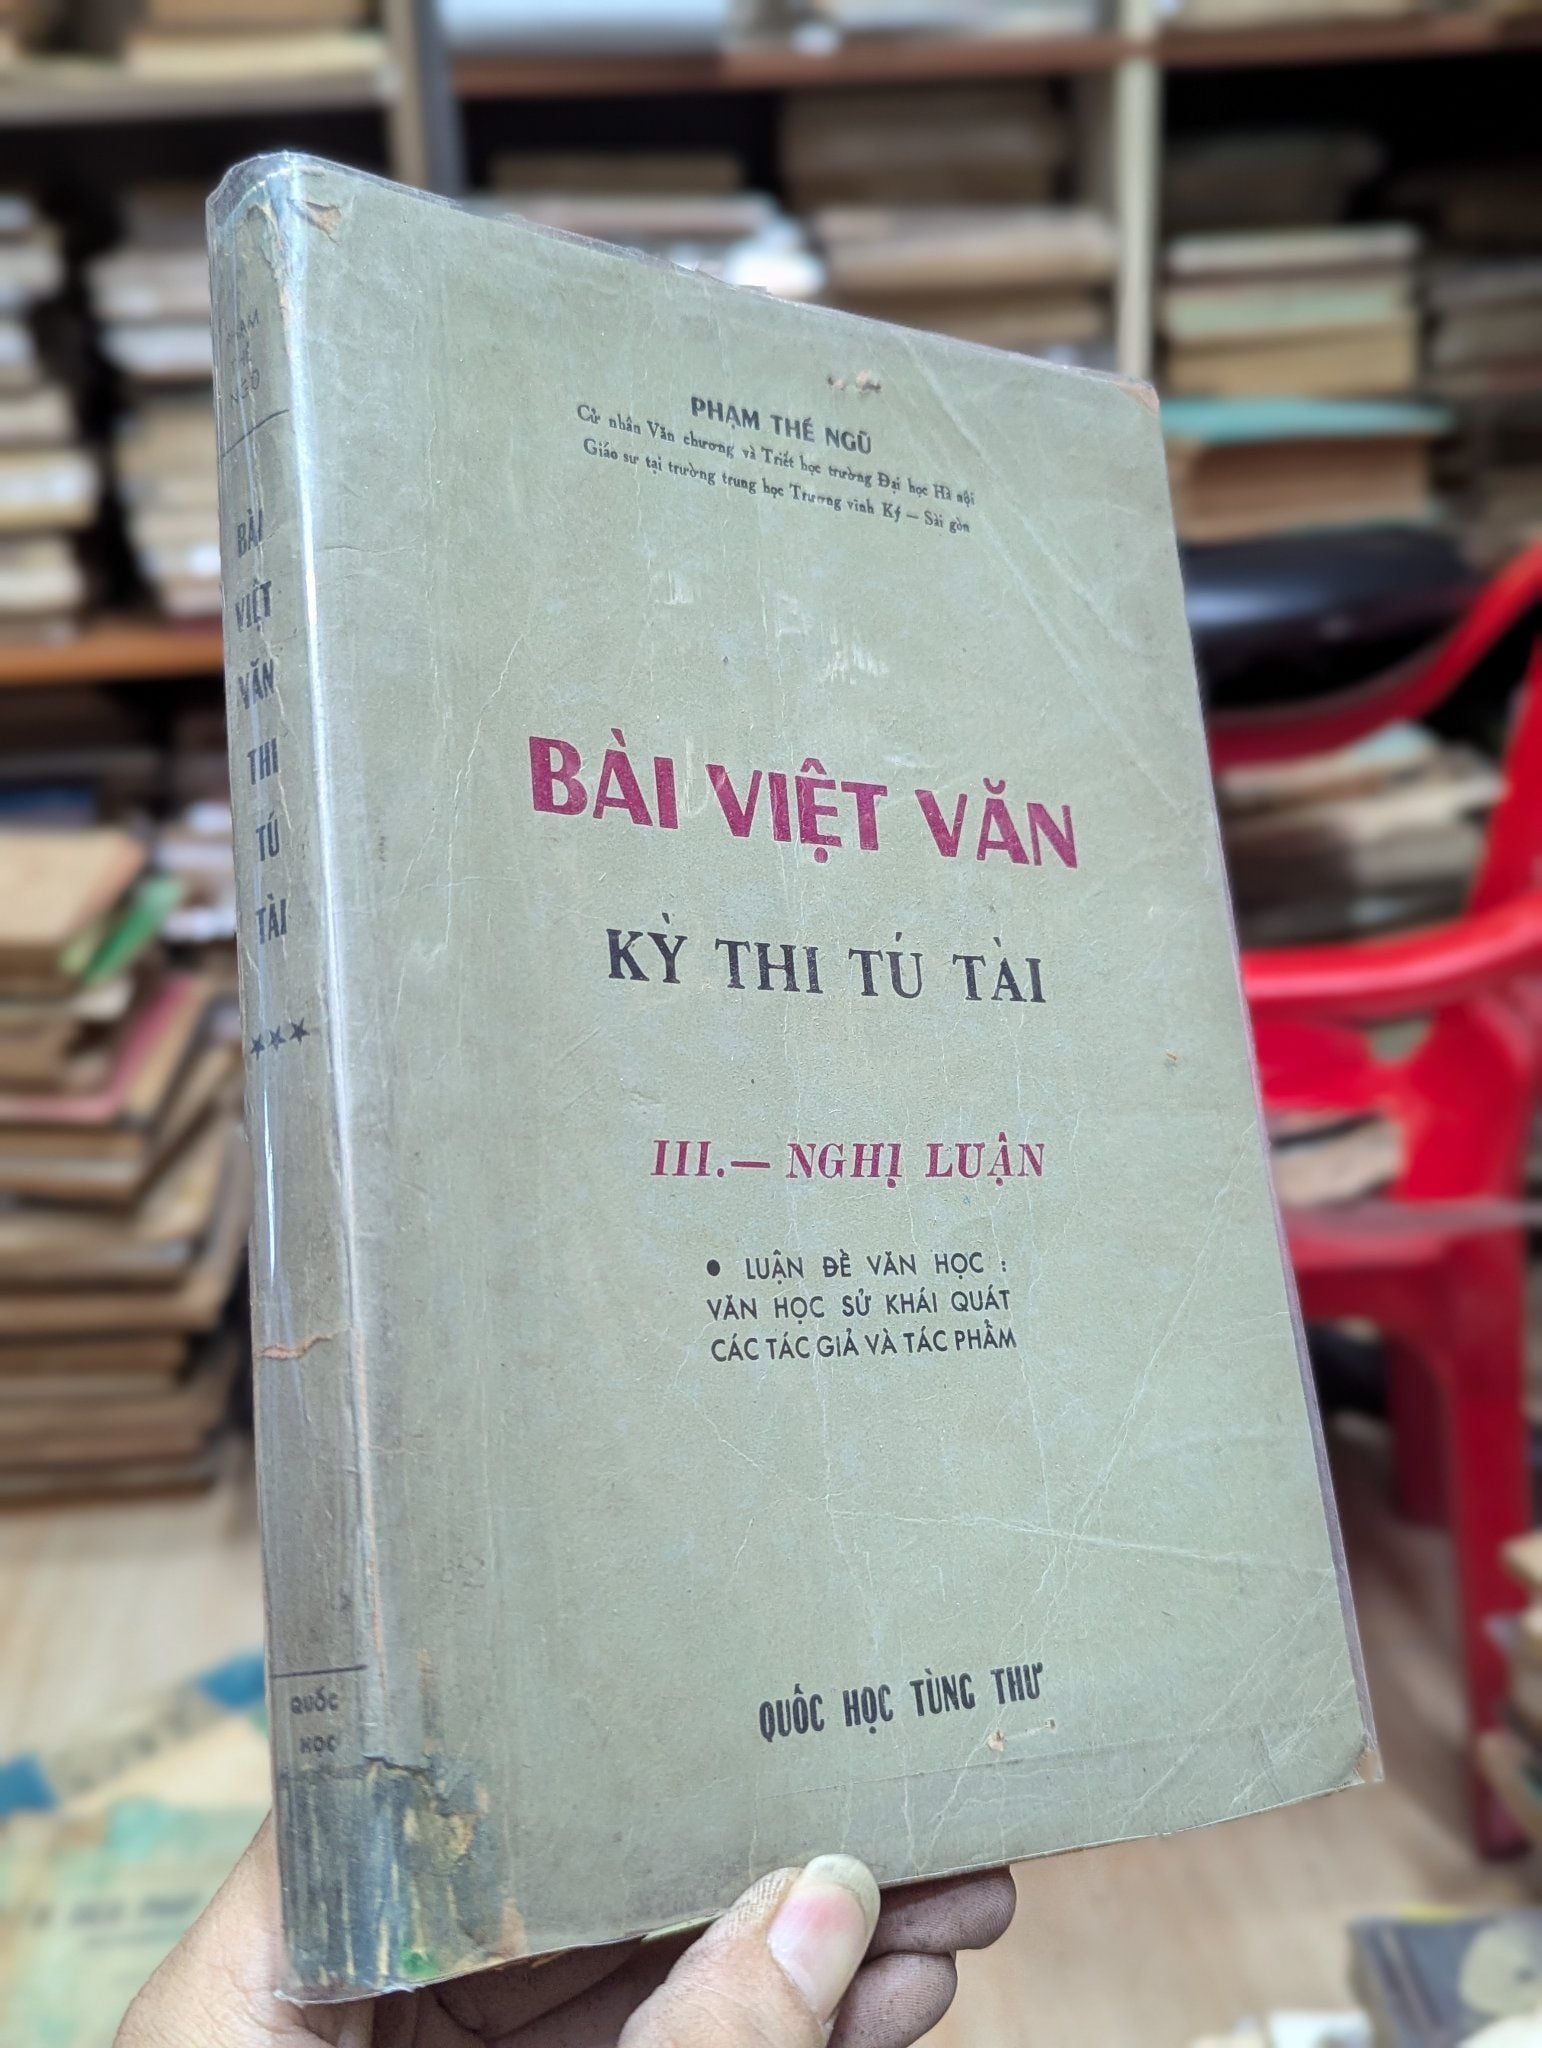 PHẠM THẾ NGŨ
Cử nhân Văn chương và Triết học trường Đại học Hà nội
Giáo sư tại trường trung học Trương vĩnh Ký — Sài gòn
BÀI VIỆT VĂN
KỲ THI TÚ TÀI
III.— NGHỊ LUẬN
• LUẬN ĐỀ VĂN HỌC :
VĂN HỌC SỬ KHÁI QUÁT
CÁC TÁC GIẢ VÀ TÁC PHẨM
QUỐC HỌC TÙNG THƯ
BÀI
VIỆT
VĂN
THI
TÚ
TÀI
★★★
QUỐC
HỌC